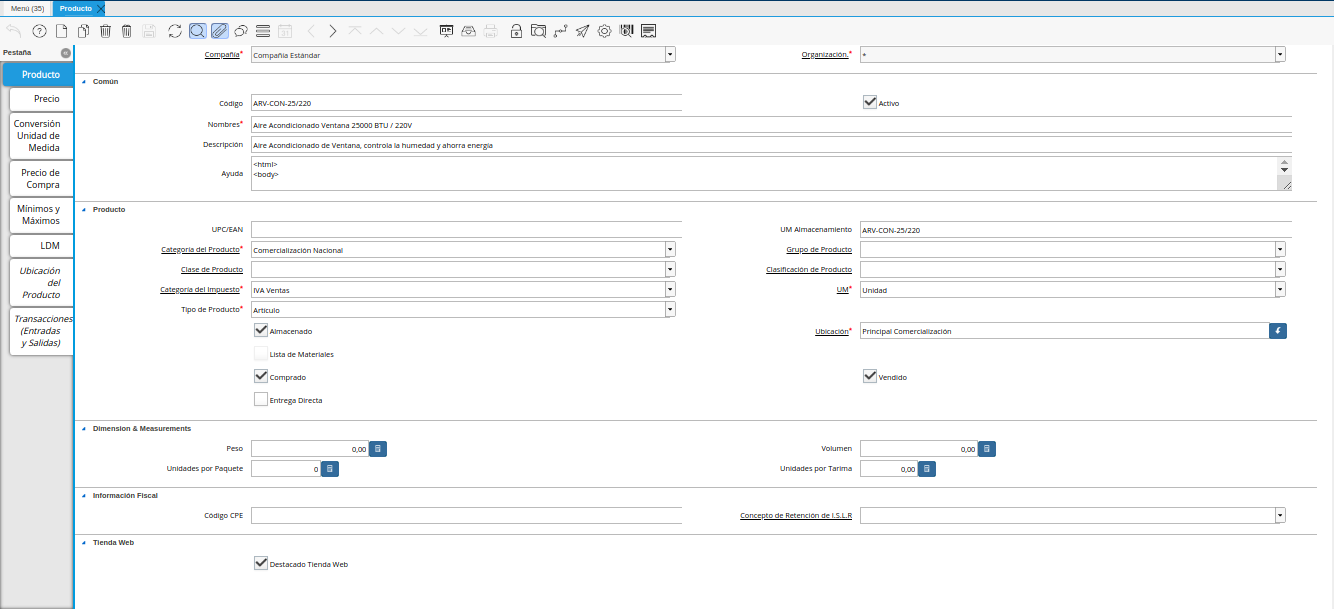 Menú (35)
Producto
Pestaña
Compañía*
Compañía Estándar
Organización.*
*
Producto
Precio
Conversión
Unidad de
Medida
Precio de
Compra
Mínimos y
Máximos
LDM
Ubicación
del
Producto
Transacciones
(Entradas
y Salidas)
Común
Código
ARV-CON-25/220
Activo
Nombres*
Aire Acondicionado Ventana 25000 BTU / 220V
Descripción
Aire Acondicionado de Ventana, controla la humedad y ahorra energía
Ayuda
<html>
<body>
Producto
UPC/EAN
UM Almacenamiento
ARV-CON-25/220
Categoría del Producto*
Comercialización Nacional
Grupo de Producto
Clase de Producto
Clasificación de Producto
Categoría del Impuesto*
IVA Ventas
UM*
Unidad
Tipo de Producto*
Artículo
Almacenado
Ubicación*
Principal Comercialización
Lista de Materiales
Comprado
Vendido
Entrega Directa
Dimension & Measurements
Peso
0,00
Volumen
0,00
Unidades por Paquete
0
Unidades por Tarima
0,00
Información Fiscal
Código CPE
Concepto de Retención de I.S.L.R
Tienda Web
Destacado Tienda Web